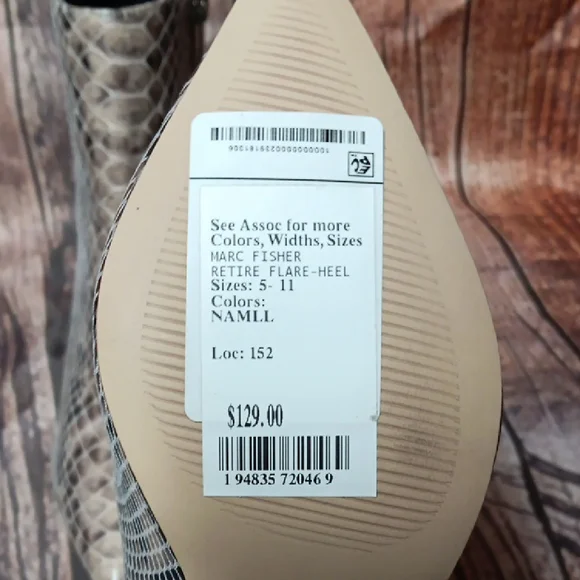 See Assoc for more
Colors, Widths, Sizes
MARC FISHER
RETIRE FLARE-HEEL
Sizes: 5- 11
Colors:
NAMLL
Loc: 152
$129.00
1 94835 72046 9